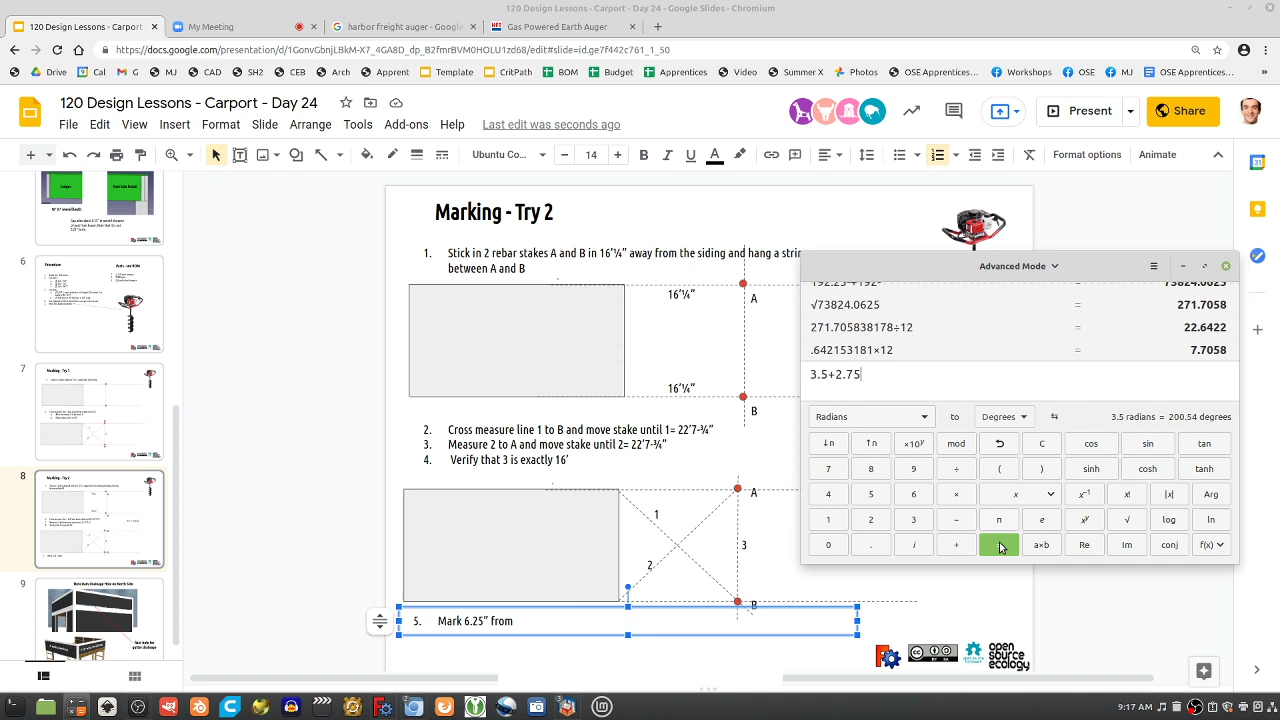 120 Design Lessons - Carport - Day 24 - Google Slides - Chromium
120 Design Lessons - Carport - D
My Meeting
harbor freight auger - Google
Gas Powered Earth Auger
https://docs.google.com/presentation/d/1GonvGbnjLBkM-X7_4GA8D_dp_B2fmrBVM0HOLU1zd68/edit#slide=id.ge7f442c761_1_50
Drive Cal G MJ CAD SH2 CEB Arch Apprent Template CritPath BOM Budget Apprentices Video Summer X Photos OSE Apprentices... Workshops OSE MJ OSE Apprentices... »
120 Design Lessons - Carport - Day 24
Present
Share
File Edit View Insert Format Slide Arrange Tools Add-ons Help Last edit was seconds ago
Ubuntu Co... 14 Format options Animate
6
7
8
9
Marking - Try 2
1. Stick in 2 rebar stakes A and B in 16'¼" away from the siding and hang a strin
between A and B
16'¼"
A
16'¼"
B
2. Cross measure line 1 to B and move stake until 1= 22'7-¾"
3. Measure 2 to A and move stake until 2= 22'7-¾"
4. Verify that 3 is exactly 16'
A
1
3
2
B
5. Mark 6.25" from
open
source
ecology
Advanced Mode
√73824.0625 = 271.7058
271.705838178÷12 = 22.6422
.642153181×12 = 7.7058
3.5+2.75
Radians to Degrees 3.5 radians = 200.54 degrees
↓n ↑n ×10ʸ mod C cos sin tan
7 8 9 ÷ ( ) sinh cosh tanh
4 5 6 × x x⁻¹ x! |x| Arg
1 2 3 − π e xʸ √ log ln
0 . i + a×b Re Im conj f(x)
9:17 AM